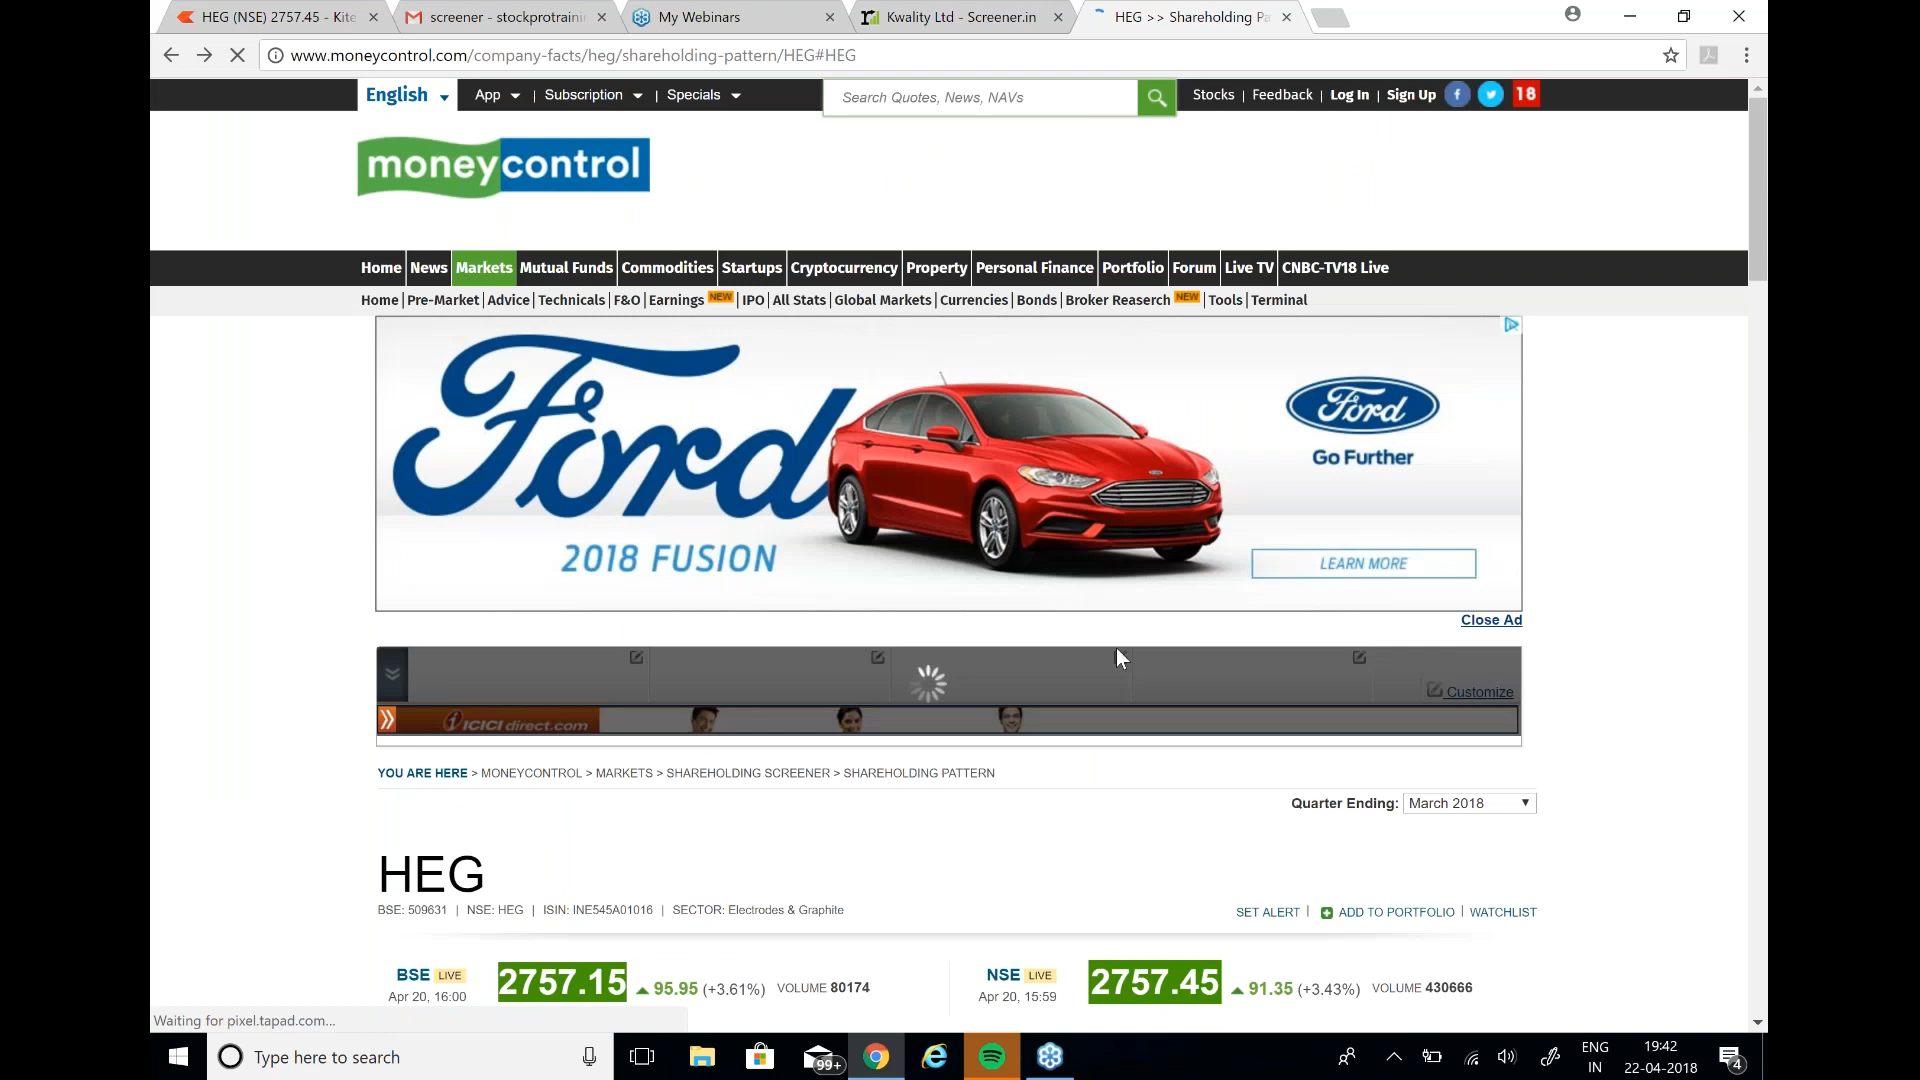 HEG (NSE) 2757.45 - Kite
screener - stockprotraini
My Webinars
Kwality Ltd - Screener.in
HEG >> Shareholding Pa
www.moneycontrol.com/company-facts/heg/shareholding-pattern/HEG#HEG
English App | Subscription | Specials
Search Quotes, News, NAVs
Stocks | Feedback | Log In | Sign Up f 18
moneycontrol
Home News Markets Mutual Funds Commodities Startups Cryptocurrency Property Personal Finance Portfolio Forum Live TV CNBC-TV18 Live
Home | Pre-Market | Advice | Technicals | F&O | Earnings NEW | IPO | All Stats | Global Markets | Currencies | Bonds | Broker Reaserch NEW | Tools | Terminal
Ford
2018 FUSION
Ford
Go Further
LEARN MORE
Close Ad
Customize
ICICI direct.com
YOU ARE HERE > MONEYCONTROL > MARKETS > SHAREHOLDING SCREENER > SHAREHOLDING PATTERN
Quarter Ending: March 2018
HEG
BSE: 509631 | NSE: HEG | ISIN: INE545A01016 | SECTOR: Electrodes & Graphite
SET ALERT | ADD TO PORTFOLIO | WATCHLIST
BSE LIVE 2757.15 95.95 (+3.61%) VOLUME 80174
Apr 20, 16:00
NSE LIVE 2757.45 91.35 (+3.43%) VOLUME 430666
Apr 20, 15:59
Waiting for pixel.tapad.com...
Type here to search
99+
ENG
IN
19:42
22-04-2018
4